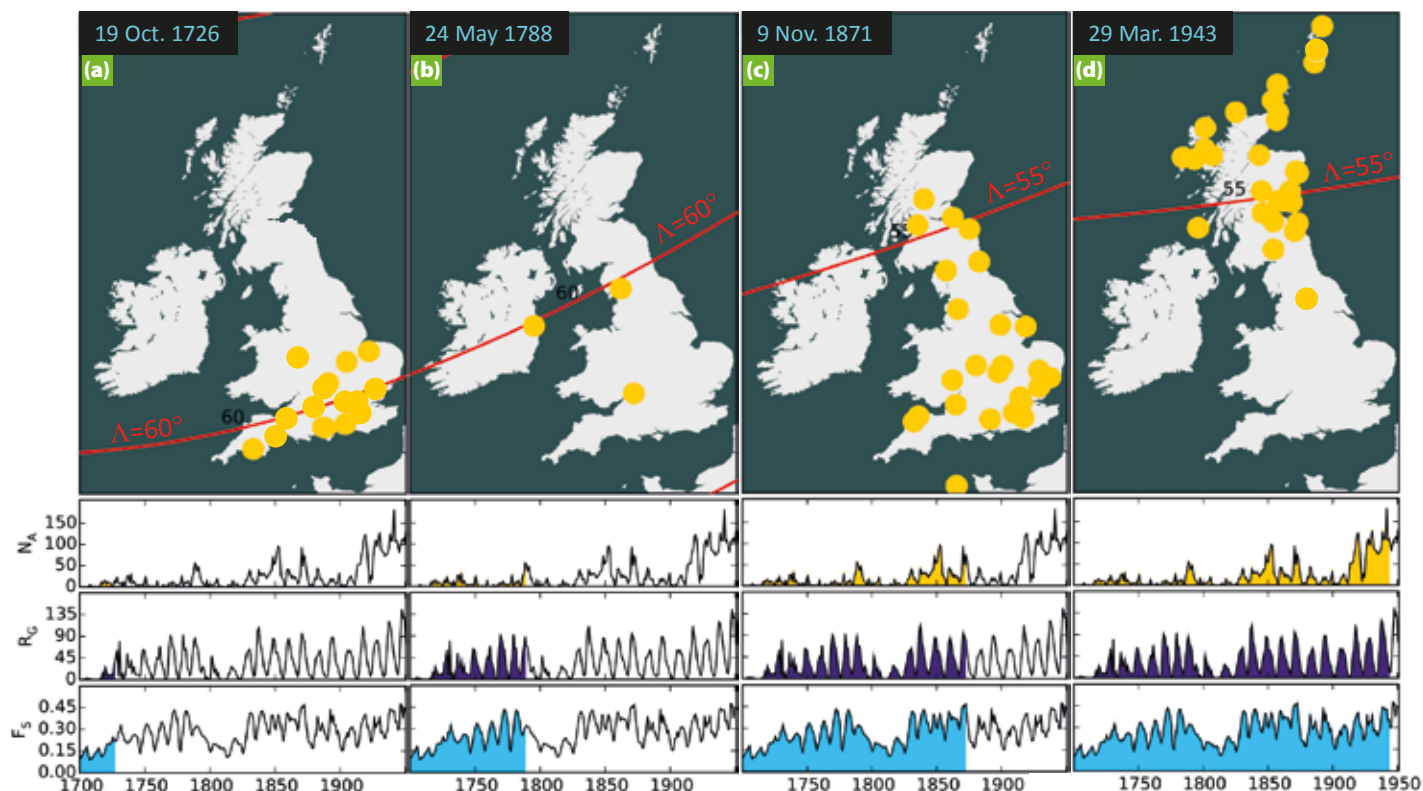 19 Oct. 1726
24 May 1788
9 Nov. 1871
29 Mar. 1943
(a)
(b)
(c)
(d)
Λ=60°
60
Λ=60°
60
Λ=55°
Λ=55°
55
N_A
150
100
50
0
R_G
135
90
45
0
F_S
0.45
0.30
0.15
0.00
1700 1750 1800 1850 1900 1750 1800 1850 1900 1750 1800 1850 1900 1750 1800 1850 1900 1950